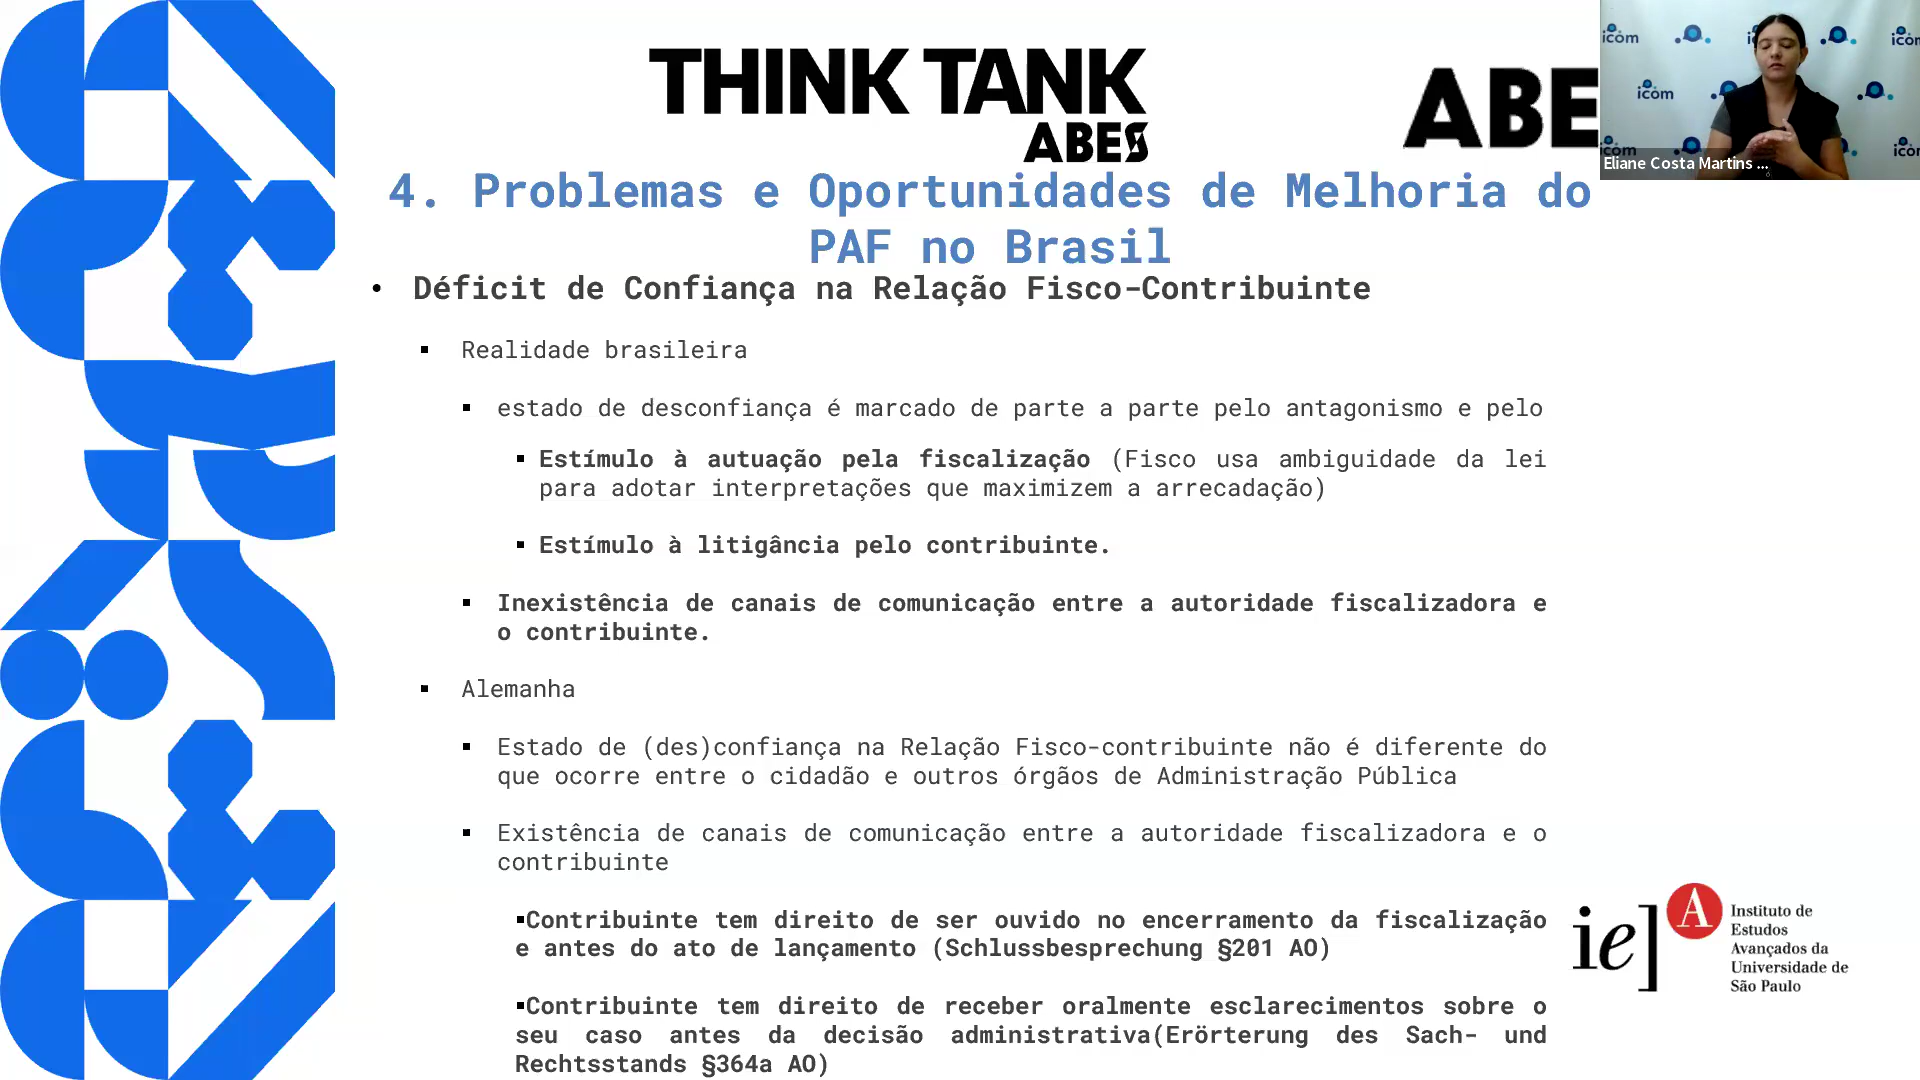 THINK TANK
ABES
ABE
icom
icom
icom
icom
Eliane Costa Martins ...
4. Problemas e Oportunidades de Melhoria do
PAF no Brasil
• Déficit de Confiança na Relação Fisco-Contribuinte
▪ Realidade brasileira
▪ estado de desconfiança é marcado de parte a parte pelo antagonismo e pelo
▪ Estímulo à autuação pela fiscalização (Fisco usa ambiguidade da lei
para adotar interpretações que maximizem a arrecadação)
▪ Estímulo à litigância pelo contribuinte.
▪ Inexistência de canais de comunicação entre a autoridade fiscalizadora e
o contribuinte.
▪ Alemanha
▪ Estado de (des)confiança na Relação Fisco-contribuinte não é diferente do
que ocorre entre o cidadão e outros órgãos de Administração Pública
▪ Existência de canais de comunicação entre a autoridade fiscalizadora e o
contribuinte
▪Contribuinte tem direito de ser ouvido no encerramento da fiscalização
e antes do ato de lançamento (Schlussbesprechung §201 AO)
▪Contribuinte tem direito de receber oralmente esclarecimentos sobre o
seu caso antes da decisão administrativa(Erörterung des Sach- und
Rechtsstands §364a AO)
ie A
Instituto de
Estudos
Avançados da
Universidade de
São Paulo